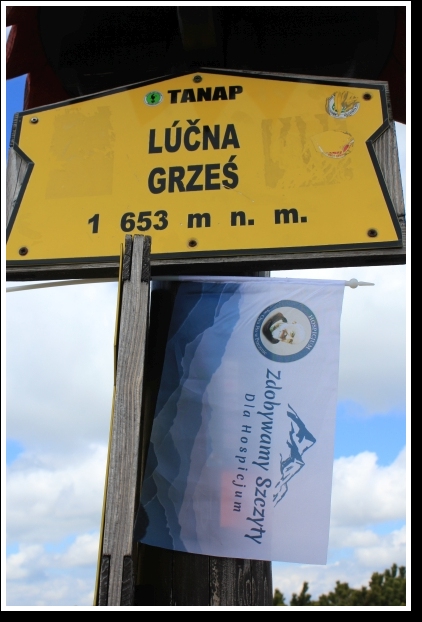 TANAP
LÚČNA
GRZEŚ
1 653 m n. m.
Zdobywamy Szczyty
Dla Hospicjum